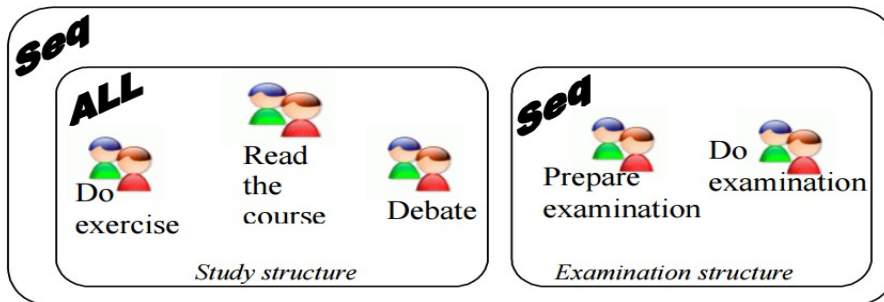 Seq
ALL
Do
exercise
Read
the
course
Debate
Study structure
Seq
Prepare
examination
Do
examination
Examination structure